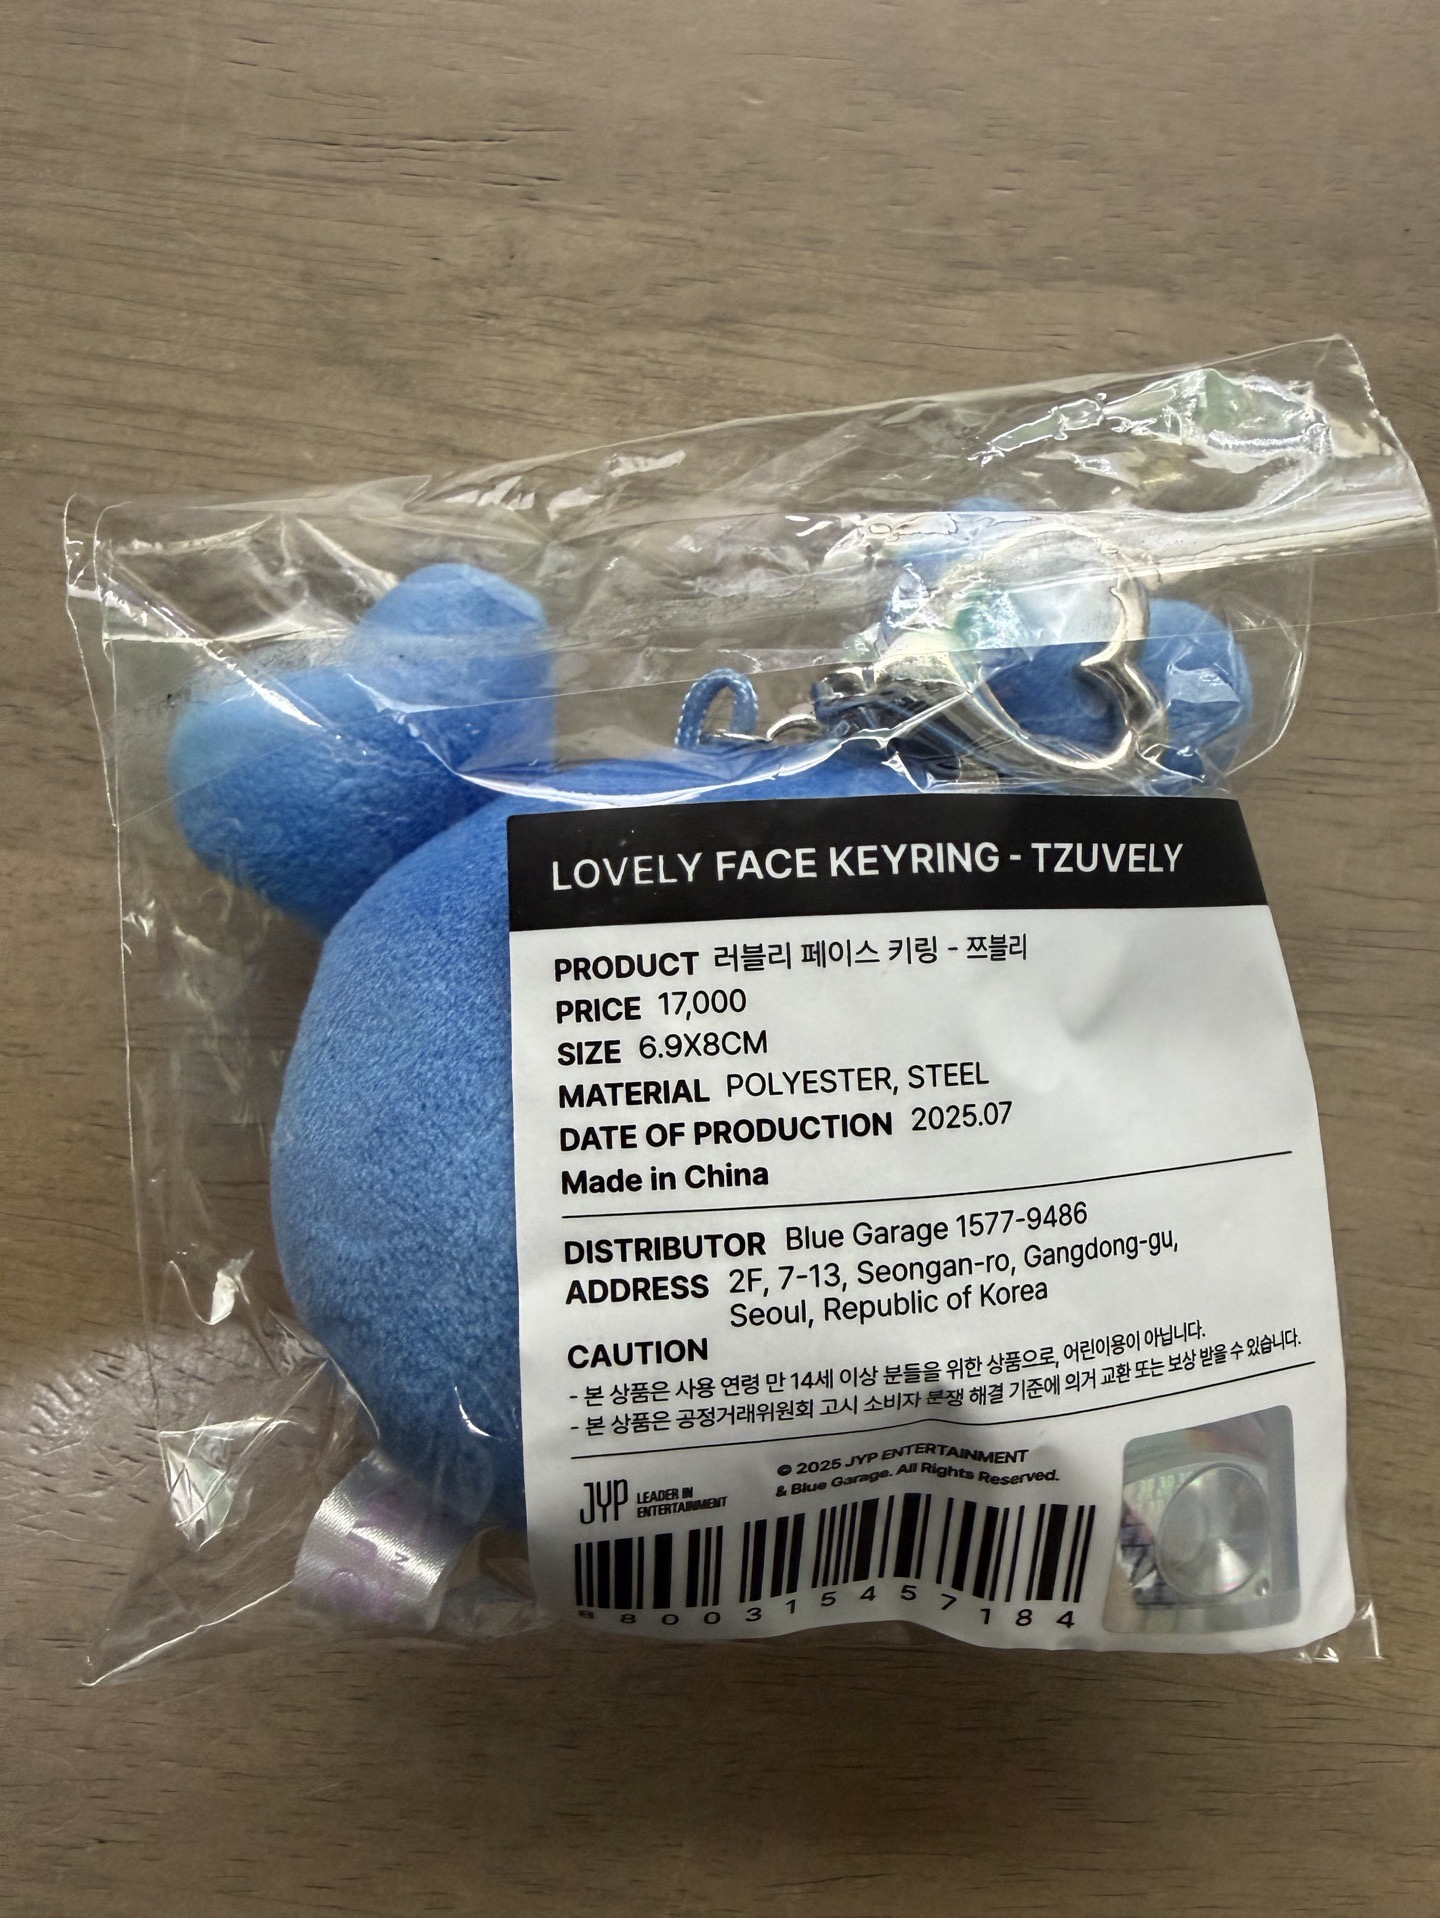 LOVELY FACE KEYRING - TZUVELY
PRODUCT 러블리 페이스 키링 - 쯔블리
PRICE 17,000
SIZE 6.9X8CM
MATERIAL POLYESTER, STEEL
DATE OF PRODUCTION 2025.07
Made in China
DISTRIBUTOR Blue Garage 1577-9486
ADDRESS 2F, 7-13, Seongan-ro, Gangdong-gu,
Seoul, Republic of Korea
CAUTION
- 본 상품은 사용 연령 만 14세 이상 분들을 위한 상품으로, 어린이용이 아닙니다.
- 본 상품은 공정거래위원회 고시 소비자 분쟁 해결 기준에 의거 교환 또는 보상 받을 수 있습니다.
JYP LEADER IN
ENTERTAINMENT
© 2025 JYP ENTERTAINMENT
& Blue Garage. All Rights Reserved.
8 800315 457184